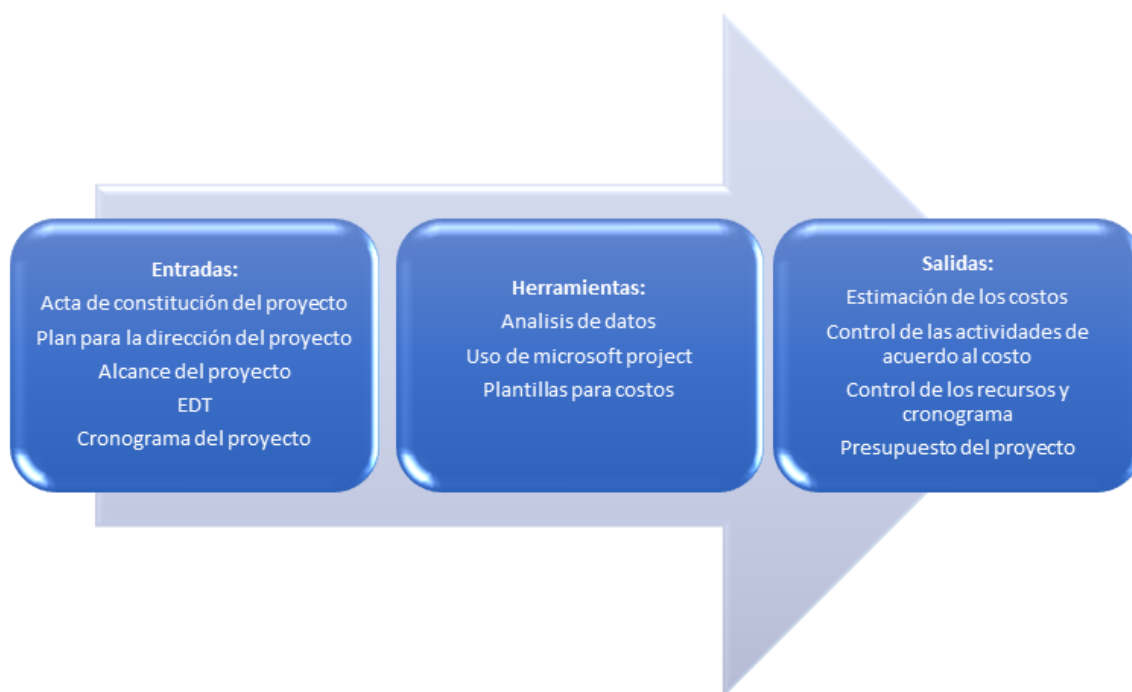 Entradas:
Acta de constitución del proyecto
Plan para la dirección del proyecto
Alcance del proyecto
EDT
Cronograma del proyecto
Herramientas:
Analisis de datos
Uso de microsoft project
Plantillas para costos
Salidas:
Estimación de los costos
Control de las actividades de
acuerdo al costo
Control de los recursos y
cronograma
Presupuesto del proyecto